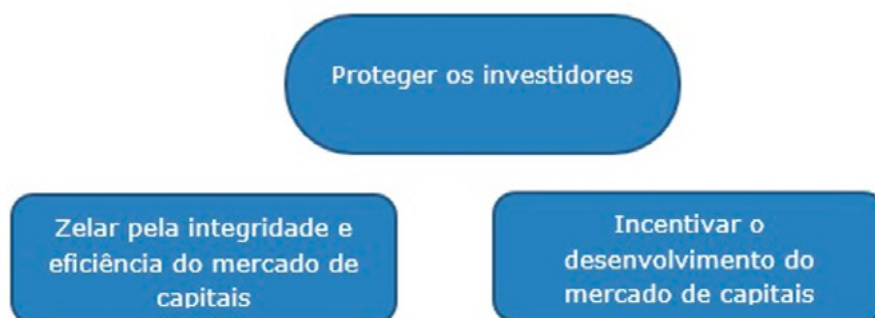 Proteger os investidores
Zelar pela integridade e
eficiência do mercado de
capitais
Incentivar o
desenvolvimento do
mercado de capitais